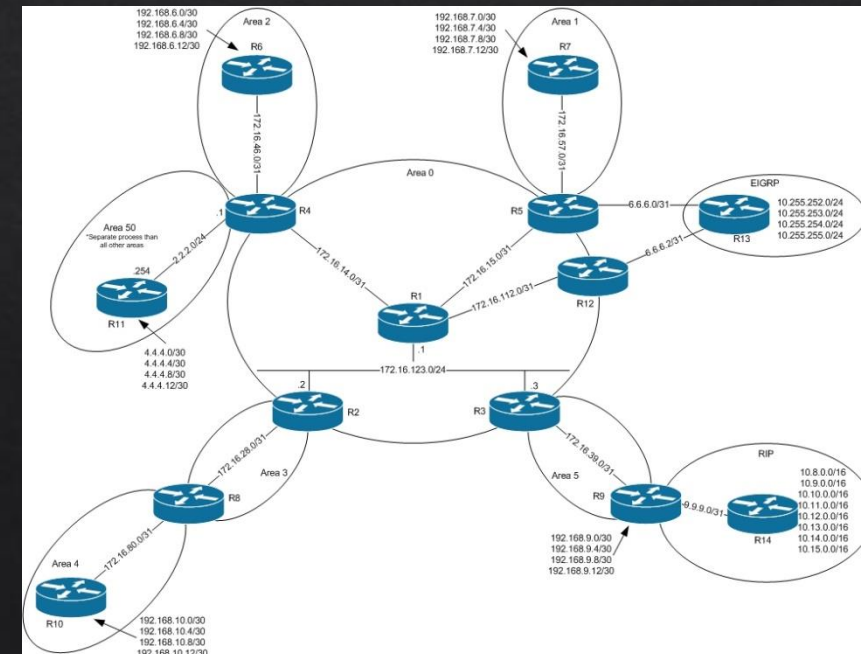 192.168.6.0/30
192.168.6.4/30
192.168.6.8/30
192.168.6.12/30
Area 2
R6
172.16.46.0/31
192.168.7.0/30
192.168.7.4/30
192.168.7.8/30
192.168.7.12/30
Area 1
R7
172.16.57.0/31
Area 0
EIGRP
6.6.6.0/31
10.255.252.0/24
10.255.253.0/24
10.255.254.0/24
10.255.255.0/24
R13
6.6.6.2/31
Area 50
*Separate process than
all other areas
.1
R4
R5
2.2.2.0/24
.254
R11
172.16.14.0/31
172.16.15.0/31
R12
172.16.112.0/31
R1
.1
4.4.4.0/30
4.4.4.4/30
4.4.4.8/30
4.4.4.12/30
172.16.123.0/24
.2
.3
R2
R3
172.16.28.0/31
Area 3
172.16.39.0/31
Area 5
RIP
R8
R9
9.9.9.0/31
10.8.0.0/16
10.9.0.0/16
10.10.0.0/16
10.11.0.0/16
10.12.0.0/16
10.13.0.0/16
10.14.0.0/16
10.15.0.0/16
R14
192.168.9.0/30
192.168.9.4/30
192.168.9.8/30
192.168.9.12/30
172.16.80.0/31
Area 4
R10
192.168.10.0/30
192.168.10.4/30
192.168.10.8/30
192.168.10.12/30